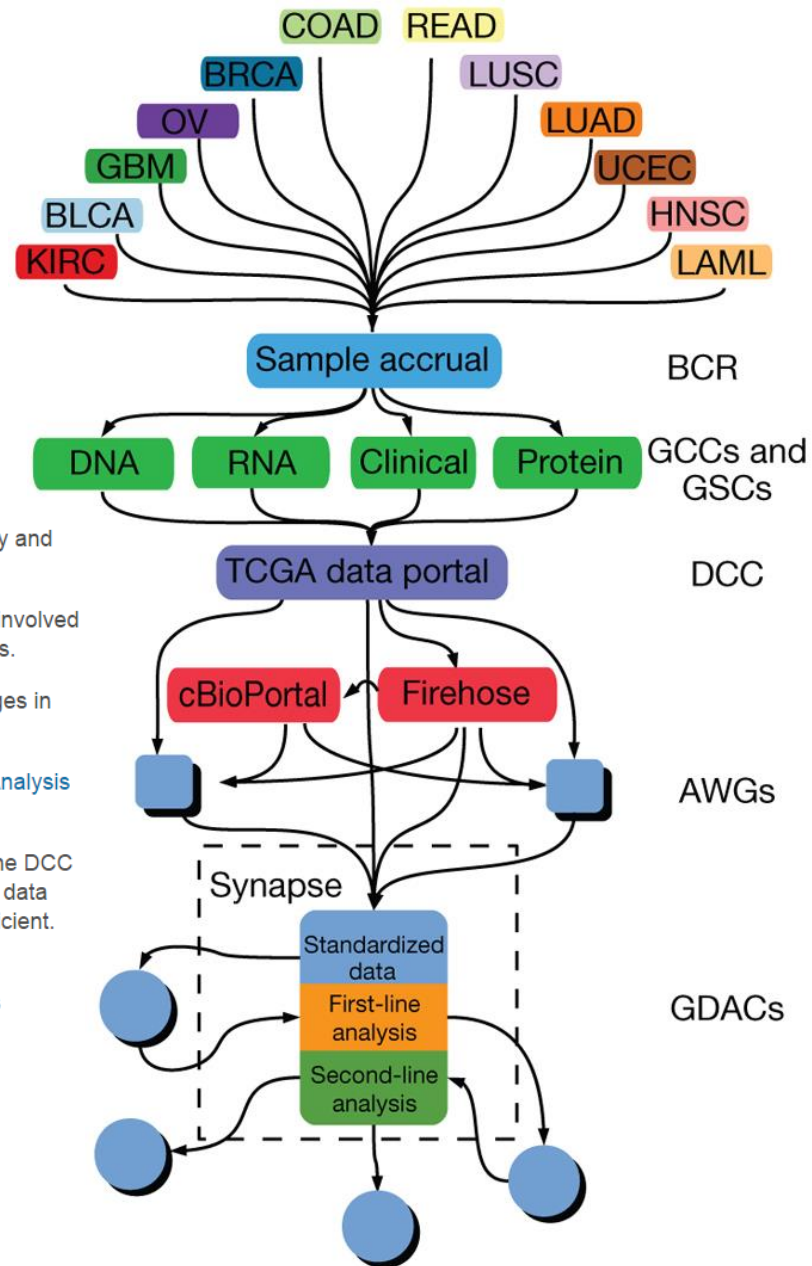 COAD READ
BRCA LUSC
OV LUAD
GBM UCEC
BLCA HNSC
KIRC LAML
Sample accrual BCR
DNA RNA Clinical Protein GCCs and
GSCs
y and
TCGA data portal DCC
nvolved
s.
cBioPortal Firehose
ges in
nalysis
AWGs
ne DCC
data
cient.
Synapse
Standardized
data
First-line
analysis
GDACs
Second-line
analysis